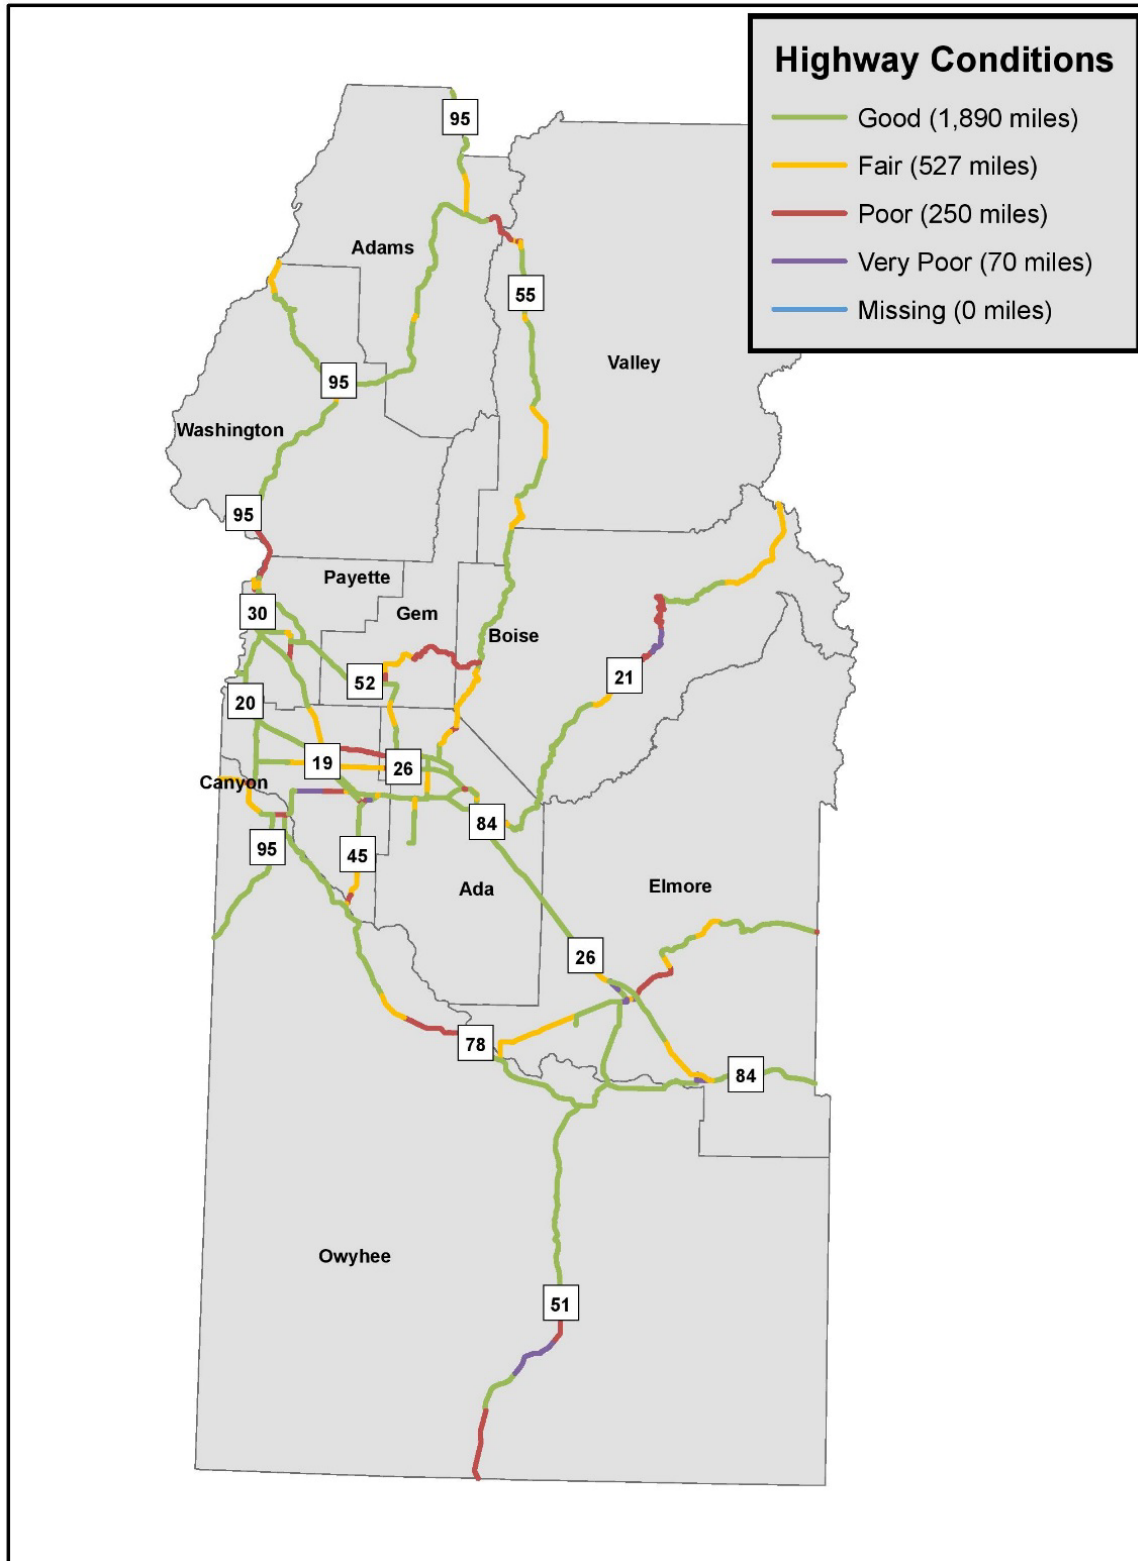 Highway Conditions
Good (1,890 miles)
Fair (527 miles)
Poor (250 miles)
Very Poor (70 miles)
Missing (0 miles)
95
Adams
55
Valley
95
Washington
95
Payette
30
Gem
Boise
52
21
20
19
26
Canyon
84
95
45
Ada
Elmore
26
78
84
Owyhee
51